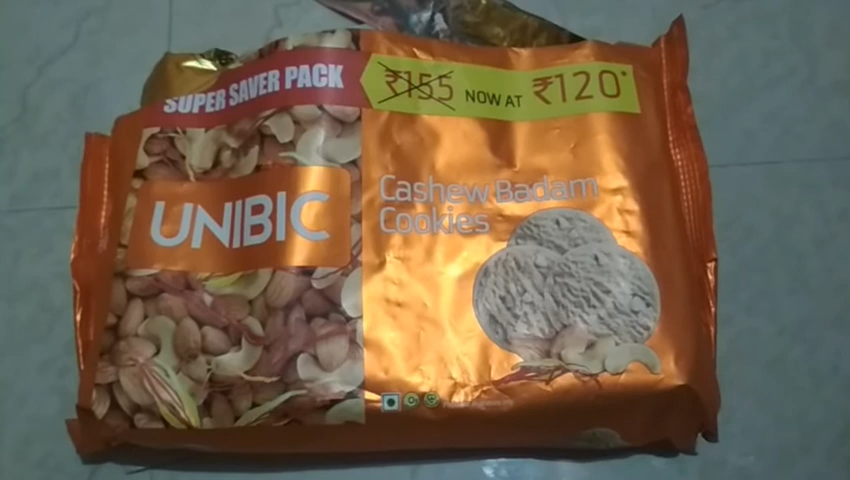 SUPER SAVER PACK
₹155 NOW AT ₹120*
UNIBIC
Cashew Badam
Cookies